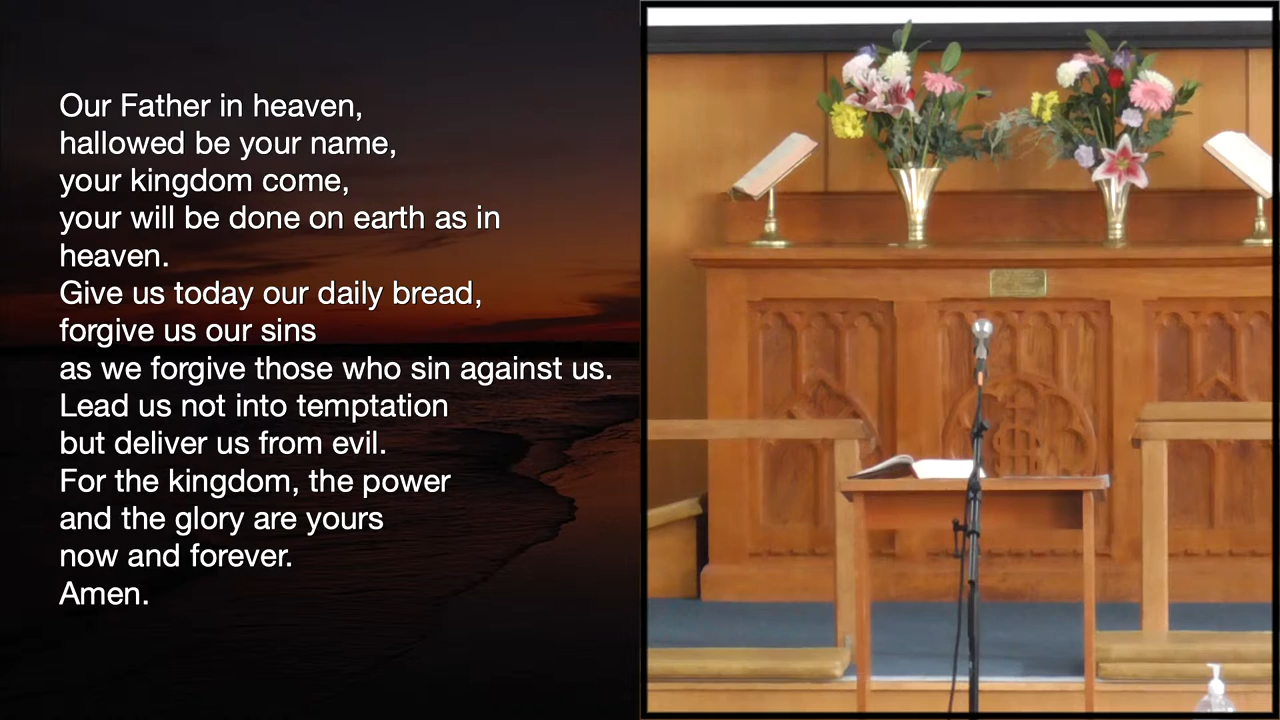 Our Father in heaven,
hallowed be your name,
your kingdom come,
your will be done on earth as in
heaven.
Give us today our daily bread,
forgive us our sins
as we forgive those who sin against us.
Lead us not into temptation
but deliver us from evil.
For the kingdom, the power
and the glory are yours
now and forever.
Amen.